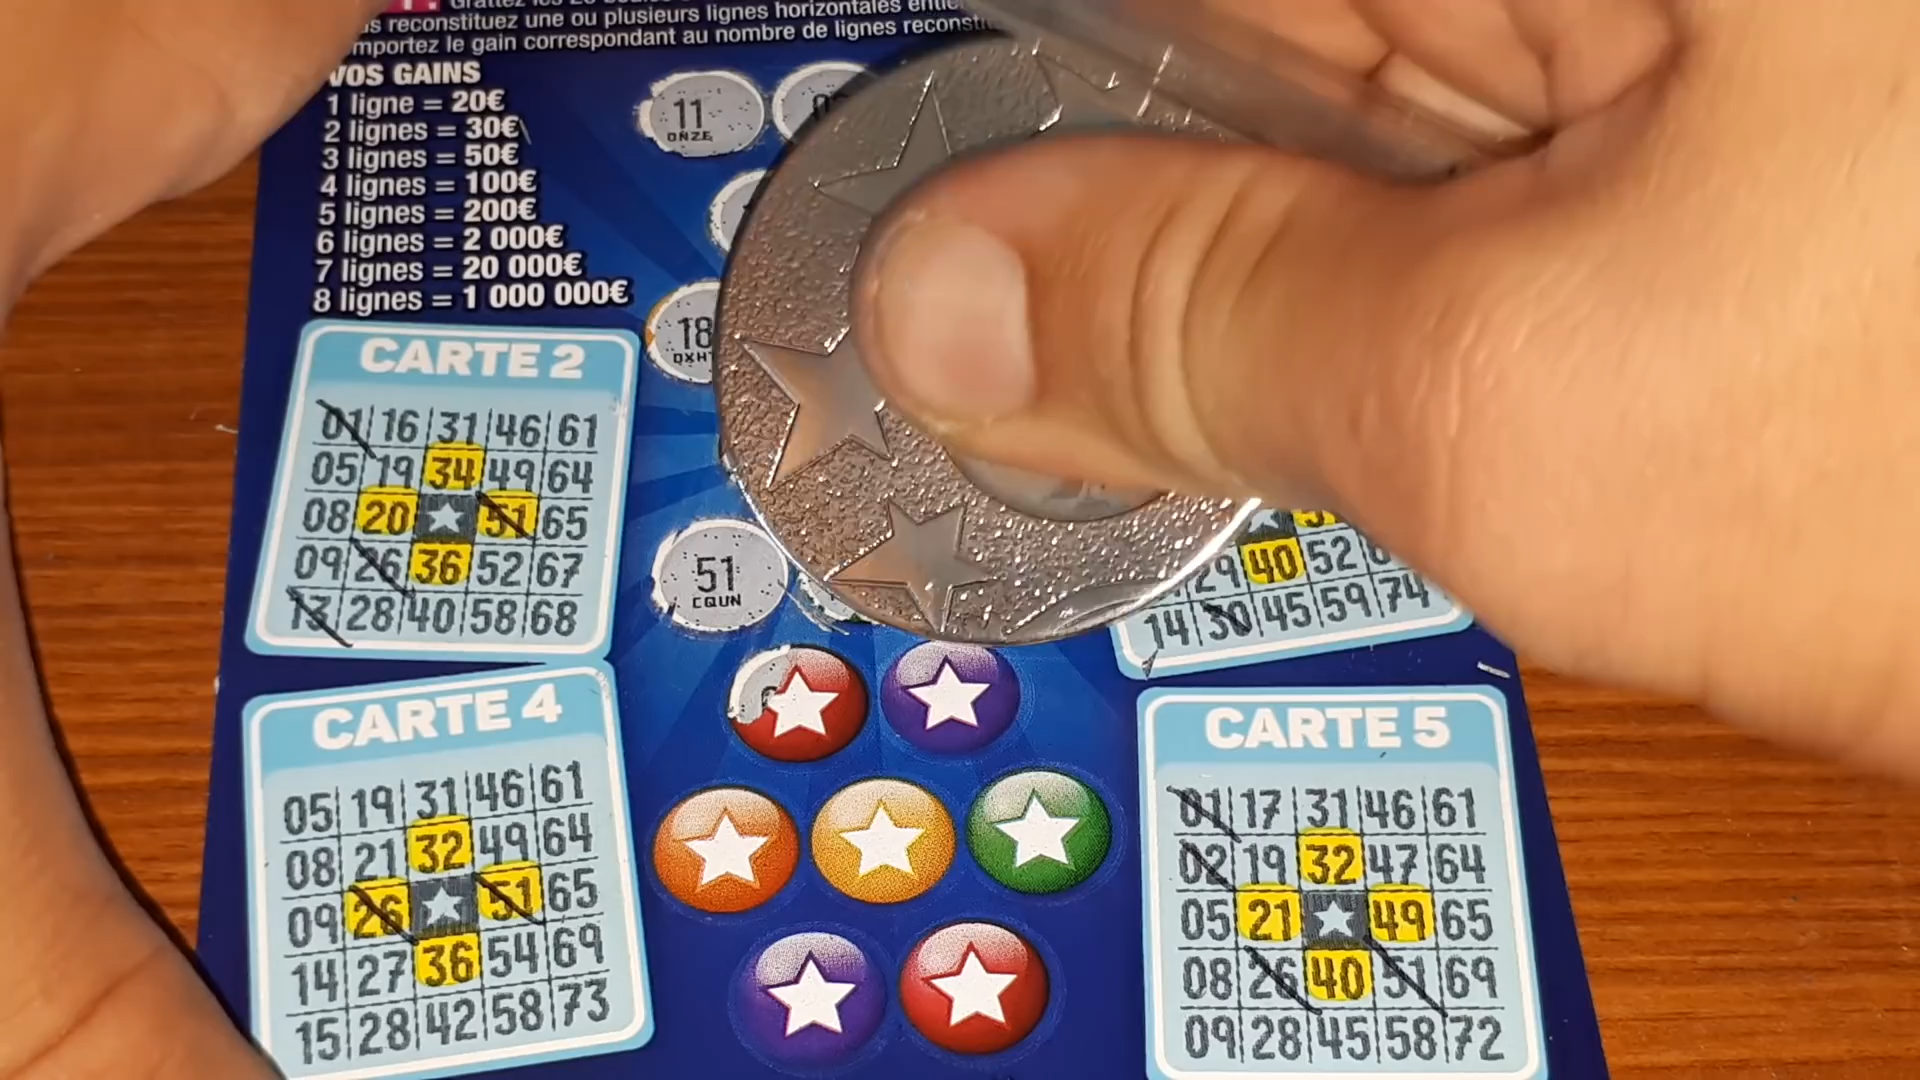 Grattez les 20
reconstituez une ou plusieurs lignes horizontales
mportez le gain correspondant au nombre de lignes
VOS GAINS
1 ligne = 20€
2 lignes = 30€
3 lignes = 50€
4 lignes = 100€
5 lignes = 200€
6 lignes = 2 000€
7 lignes = 20 000€
8 lignes = 1 000 000€
11
ONZE
18
DXH
51
CQUN
CARTE 2
01 16 31 46 61
05 19 34 49 64
08 20 51 65
09 26 36 52 67
13 28 40 58 68
29 40 52
14 30 45 59 74
CARTE 4
05 19 31 46 61
08 21 32 49 64
09 26 51 65
14 27 36 54 69
15 28 42 58 73
CARTE 5
01 17 31 46 61
02 19 32 47 64
05 21 49 65
08 26 40 51 69
09 28 45 58 72